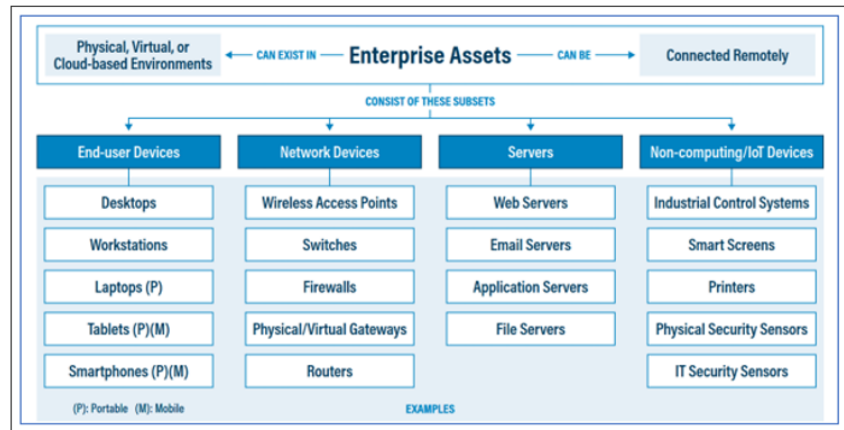 Physical, Virtual, or
Cloud-based Environments
CAN EXIST IN
Enterprise Assets
CAN BE
Connected Remotely
CONSIST OF THESE SUBSETS
End-user Devices
Network Devices
Servers
Non-computing/IoT Devices
Desktops
Wireless Access Points
Web Servers
Industrial Control Systems
Workstations
Switches
Email Servers
Smart Screens
Laptops (P)
Firewalls
Application Servers
Printers
Tablets (P)(M)
Physical/Virtual Gateways
File Servers
Physical Security Sensors
Smartphones (P)(M)
Routers
IT Security Sensors
(P): Portable (M): Mobile
EXAMPLES